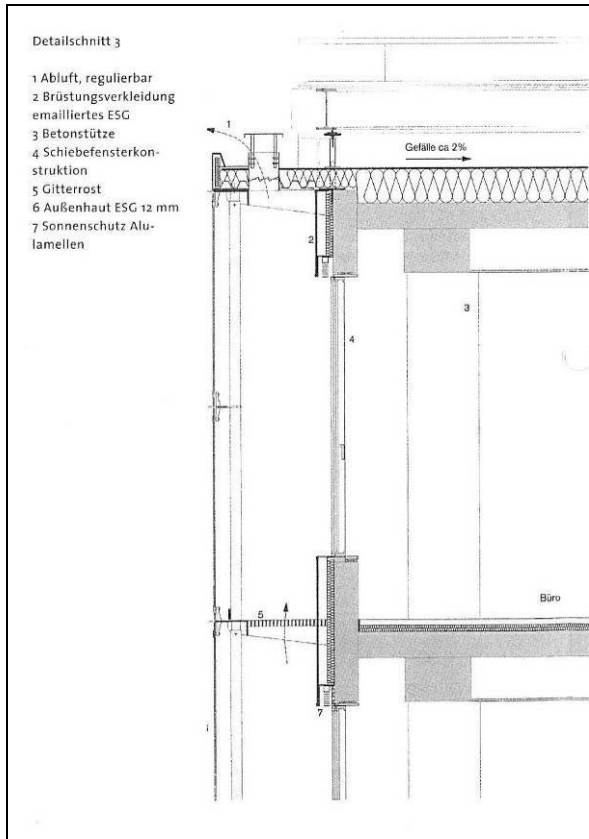 Detailschnitt 3
1 Abluft, regulierbar
2 Brüstungsverkleidung
emailliertes ESG
3 Betonstütze
4 Schiebefensterkon-
struktion
5 Gitterrost
6 Außenhaut ESG 12 mm
7 Sonnenschutz Alu-
lamellen
1
Gefälle ca 2%
2
3
4
Büro
5
7